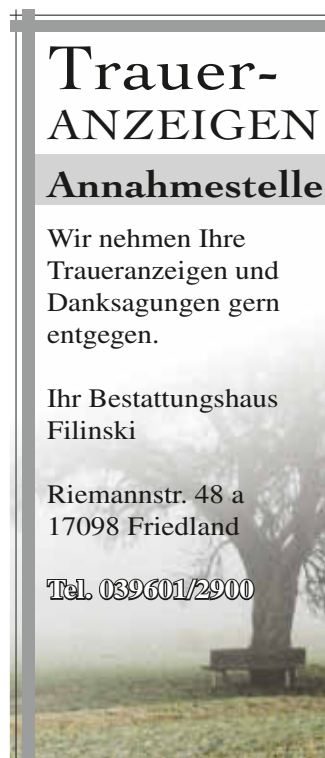 Trauer-
ANZEIGEN
Annahmestelle
Wir nehmen Ihre
Traueranzeigen und
Danksagungen gern
entgegen.
Ihr Bestattungshaus
Filinski
Riemannstr. 48 a
17098 Friedland
Tel. 039601/2900